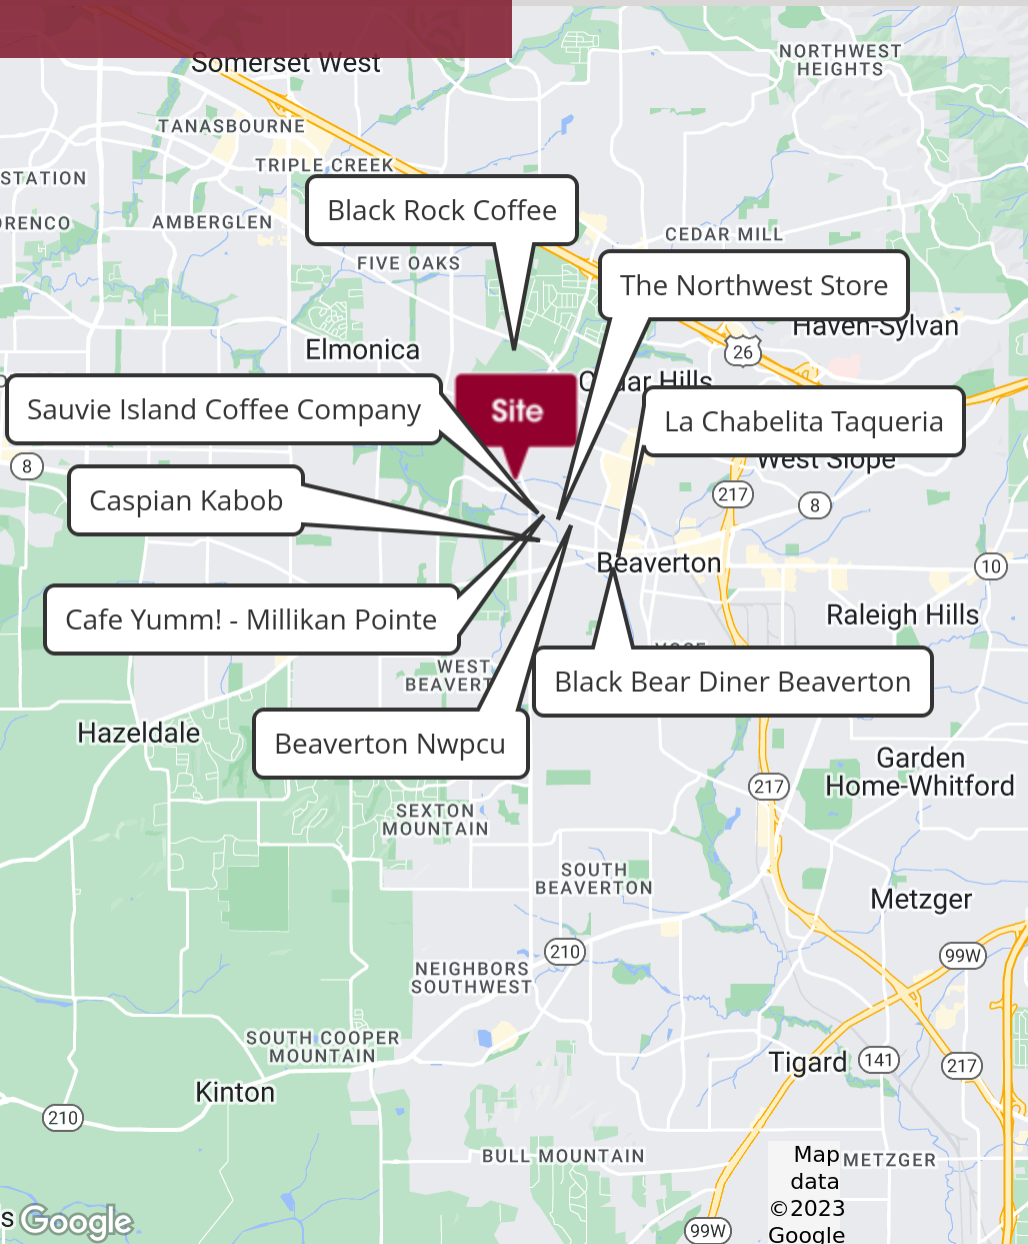 Somerset West
NORTHWEST
HEIGHTS
TANASBOURNE
TRIPLE CREEK
STATION
Black Rock Coffee
ORENCO
AMBERGLEN
CEDAR MILL
FIVE OAKS
The Northwest Store
Haven-Sylvan
Elmonica
26
Cedar Hills
Sauvie Island Coffee Company
Site
La Chabelita Taqueria
West Slope
8
Caspian Kabob
217
8
Beaverton
10
Cafe Yumm! - Millikan Pointe
Raleigh Hills
WEST
BEAVERT
Black Bear Diner Beaverton
Hazeldale
Beaverton Nwpcu
Garden
Home-Whitford
217
SEXTON
MOUNTAIN
SOUTH
BEAVERTON
Metzger
210
99W
NEIGHBORS
SOUTHWEST
SOUTH COOPER
MOUNTAIN
Tigard
141
217
Kinton
210
BULL MOUNTAIN
METZGER
Map
data
©2023
Google
s
Google
99W